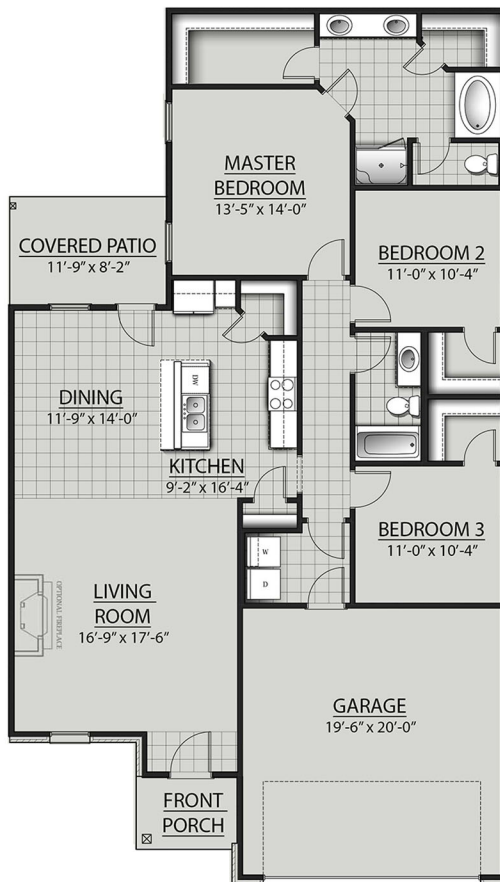 MASTER
BEDROOM
13'-5" x 14'-0"
COVERED PATIO
11'-9" x 8'-2"
BEDROOM 2
11'-0" x 10'-4"
DINING
11'-9" x 14'-0"
DW
KITCHEN
9'-2" x 16'-4"
BEDROOM 3
11'-0" x 10'-4"
W
D
OPTIONAL FIREPLACE
LIVING
ROOM
16'-9" x 17'-6"
GARAGE
19'-6" x 20'-0"
FRONT
PORCH